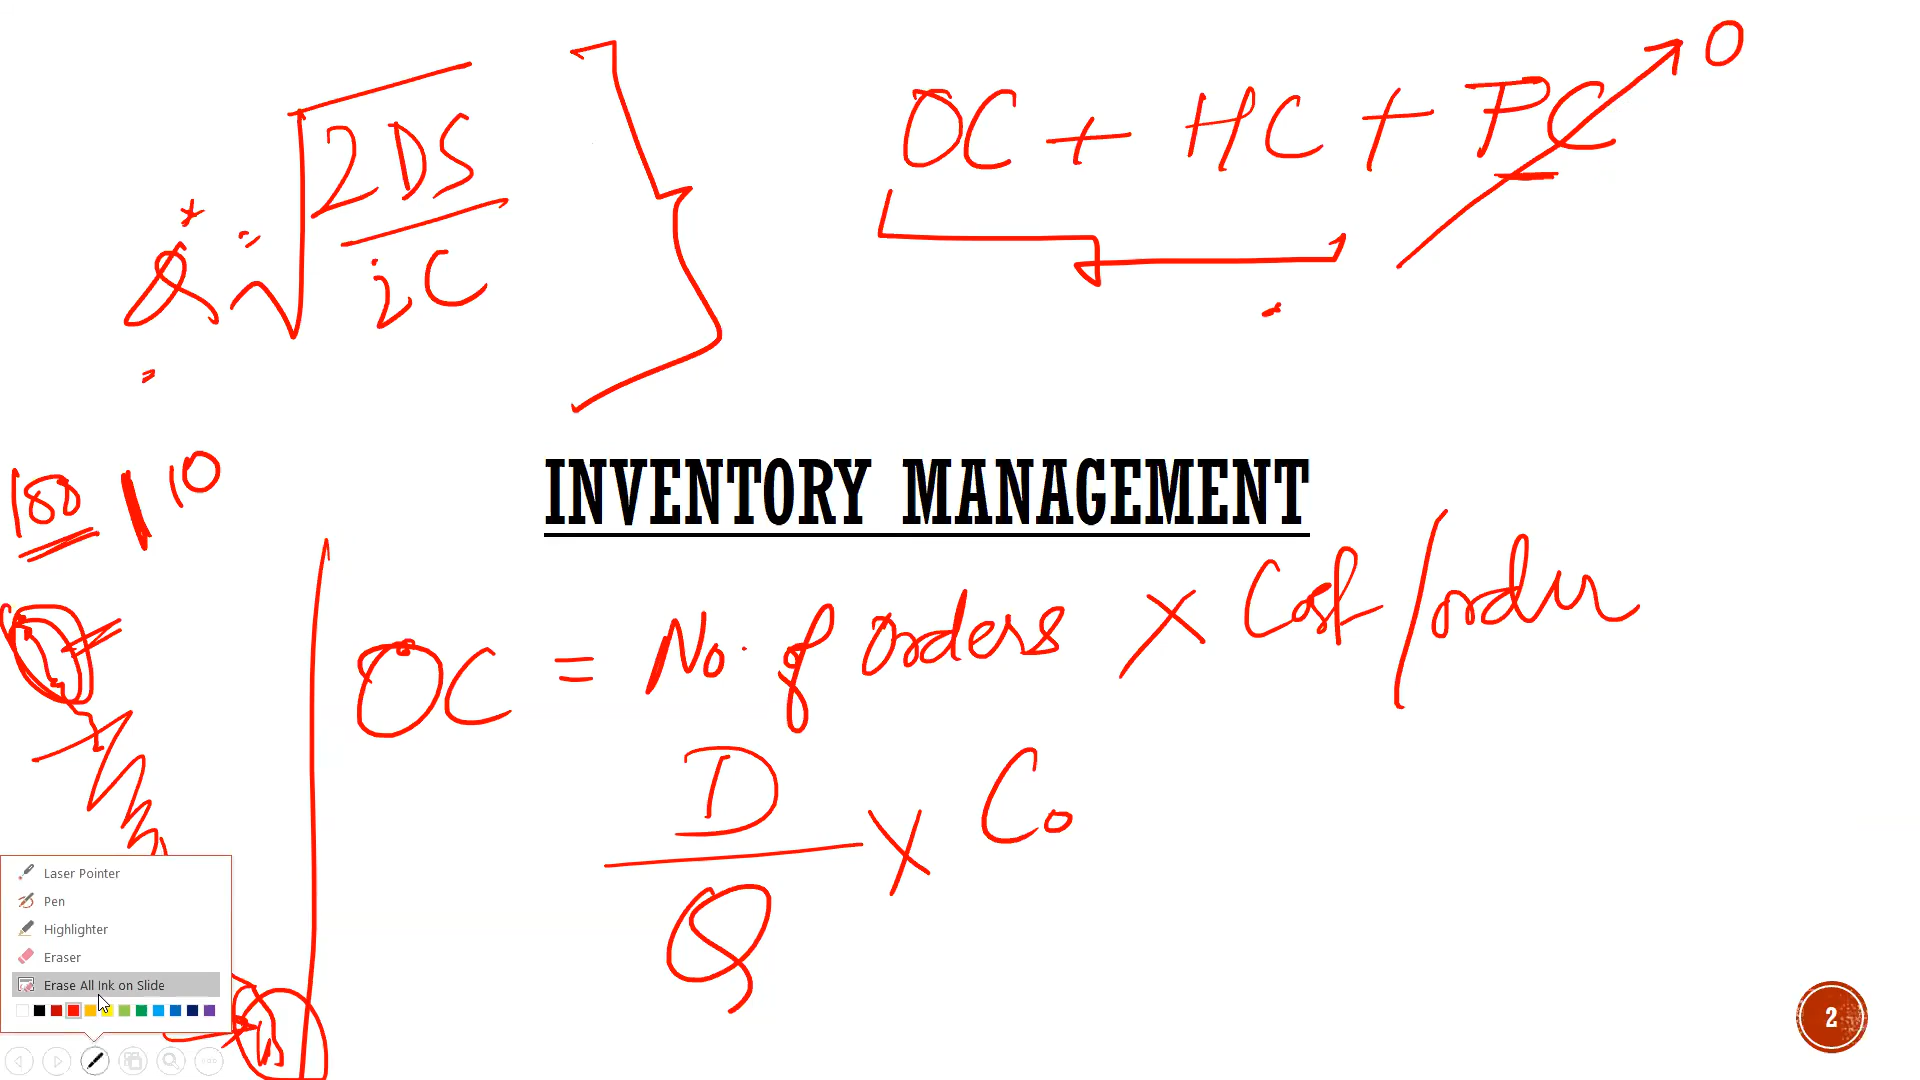 Q* = √2DS
iC
OC + HC + PC 0
10
INVENTORY MANAGEMENT
OC = No. of orders X Cost/order
D
Q
X Co
Laser Pointer
Pen
Highlighter
Eraser
Erase All Ink on Slide
2